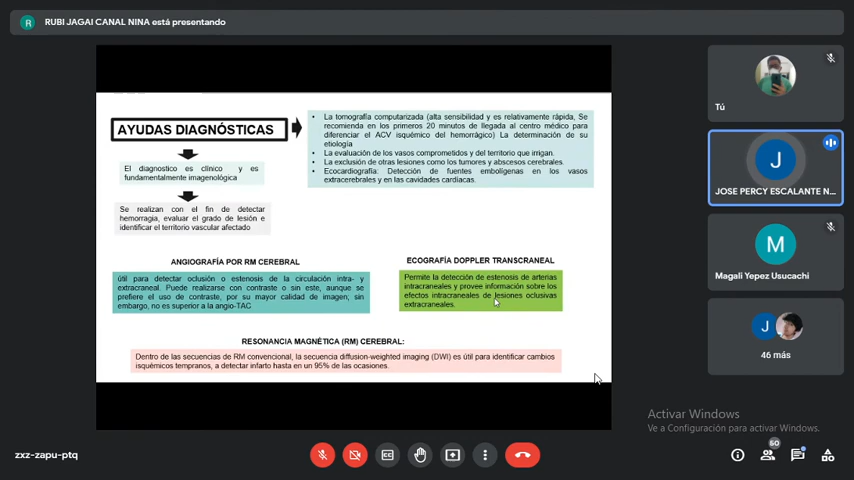 R RUBI JAGAI CANAL NINA está presentando
AYUDAS DIAGNÓSTICAS
• La tomografía computarizada (alta sensibilidad y es relativamente rápida, Se
recomienda en los primeros 20 minutos de llegada al centro médico para
diferenciar el ACV isquémico del hemorrágico) La determinación de su
etiología
• La evaluación de los vasos comprometidos y del territorio que irrigan.
• La exclusión de otras lesiones como los tumores y abscesos cerebrales.
• Ecocardiografía: Detección de fuentes embolígenas en los vasos
extracerebrales y en las cavidades cardiacas.
El diagnostico es clínico y es
fundamentalmente imagenológica
Se realizan con el fin de detectar
hemorragia, evaluar el grado de lesión e
identificar el territorio vascular afectado
ANGIOGRAFÍA POR RM CEREBRAL
útil para detectar oclusión o estenosis de la circulación intra- y
extracraneal. Puede realizarse con contraste o sin este, aunque se
prefiere el uso de contraste, por su mayor calidad de imagen; sin
embargo, no es superior a la angio-TAC
ECOGRAFÍA DOPPLER TRANSCRANEAL
Permite la detección de estenosis de arterias
intracraneales y provee información sobre los
efectos intracraneales de lesiones oclusivas
extracraneales.
RESONANCIA MAGNÉTICA (RM) CEREBRAL:
Dentro de las secuencias de RM convencional, la secuencia diffusion-weighted imaging (DWI) es útil para identificar cambios
isquémicos tempranos, a detectar infarto hasta en un 95% de las ocasiones.
Tú
J
JOSE PERCY ESCALANTE N...
M
Magali Yepez Usucachi
J
46 más
Activar Windows
Ve a Configuración para activar Windows.
zxz-zapu-ptq
CC
50